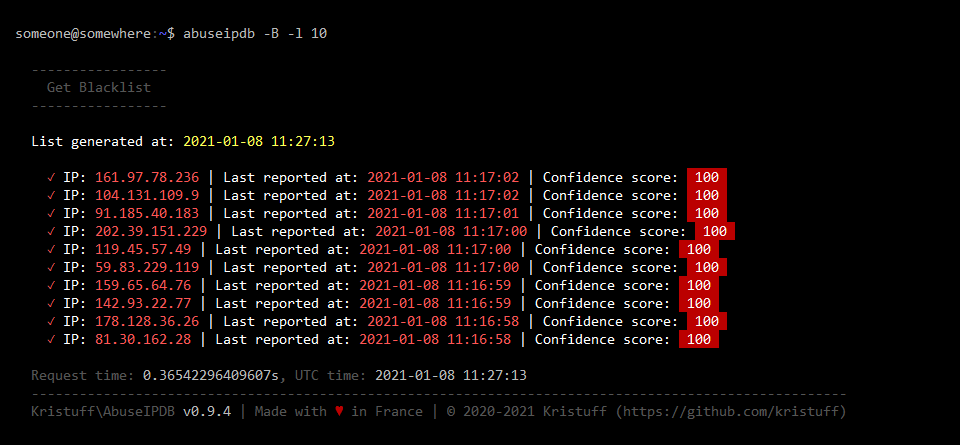 someone@somewhere:~$ abuseipdb -B -l 10
-----------------
Get Blacklist
-----------------
List generated at: 2021-01-08 11:27:13
✓ IP: 161.97.78.236 | Last reported at: 2021-01-08 11:17:02 | Confidence score: 100
✓ IP: 104.131.109.9 | Last reported at: 2021-01-08 11:17:02 | Confidence score: 100
✓ IP: 91.185.40.183 | Last reported at: 2021-01-08 11:17:01 | Confidence score: 100
✓ IP: 202.39.151.229 | Last reported at: 2021-01-08 11:17:00 | Confidence score: 100
✓ IP: 119.45.57.49 | Last reported at: 2021-01-08 11:17:00 | Confidence score: 100
✓ IP: 59.83.229.119 | Last reported at: 2021-01-08 11:17:00 | Confidence score: 100
✓ IP: 159.65.64.76 | Last reported at: 2021-01-08 11:16:59 | Confidence score: 100
✓ IP: 142.93.22.77 | Last reported at: 2021-01-08 11:16:59 | Confidence score: 100
✓ IP: 178.128.36.26 | Last reported at: 2021-01-08 11:16:58 | Confidence score: 100
✓ IP: 81.30.162.28 | Last reported at: 2021-01-08 11:16:58 | Confidence score: 100
Request time: 0.36542296409607s, UTC time: 2021-01-08 11:27:13
------------------------------------------------------------------------------------------------------
Kristuff\AbuseIPDB v0.9.4 | Made with ♥ in France | © 2020-2021 Kristuff (https://github.com/kristuff)